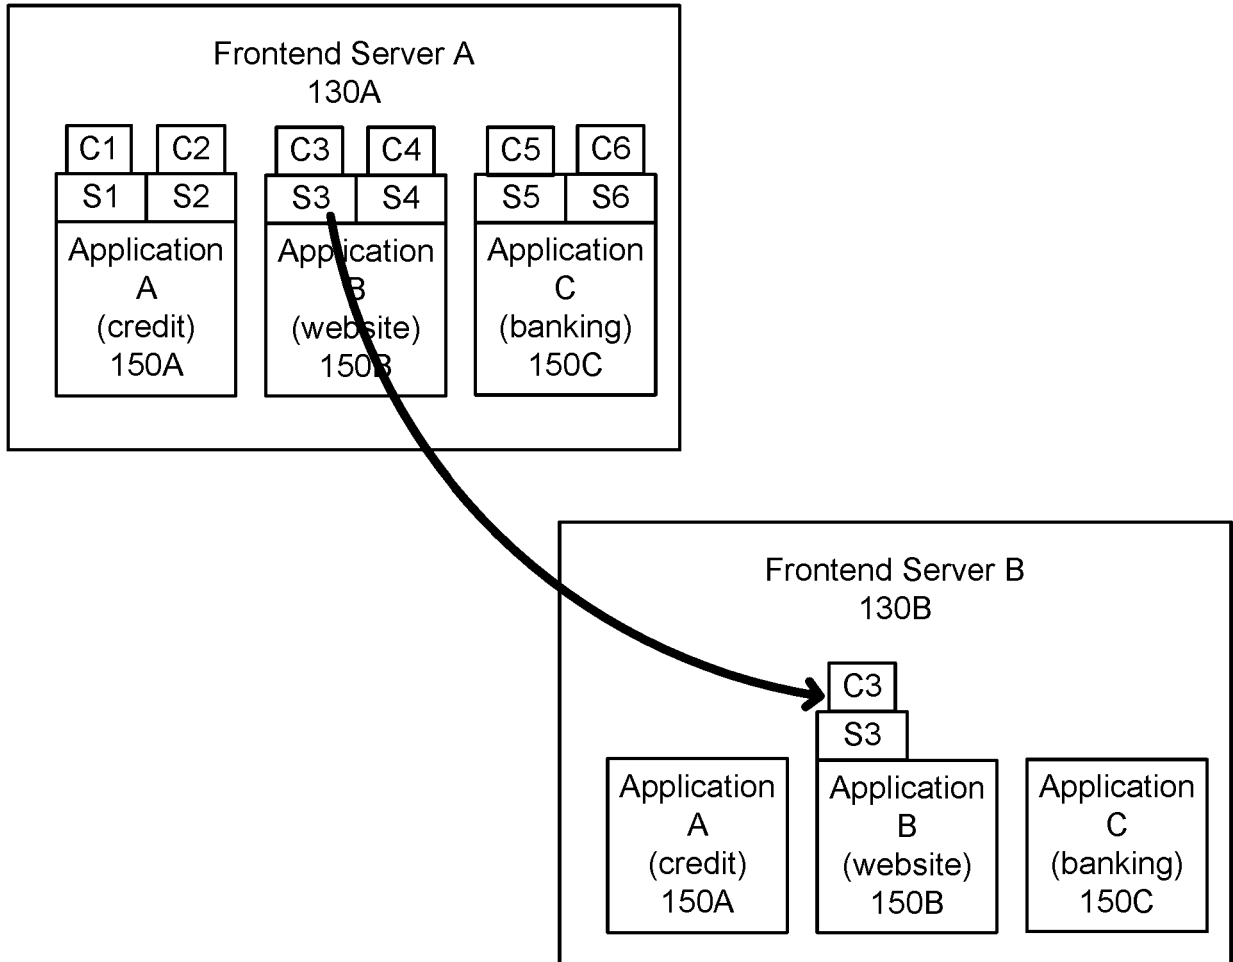 Frontend Server A
130A
C1 C2 C3 C4 C5 C6
S1 S2 S3 S4 S5 S6
Application Application Application
A B C
(credit) (website) (banking)
150A 150B 150C
Frontend Server B
130B
C3
S3
Application Application Application
A B C
(credit) (website) (banking)
150A 150B 150C